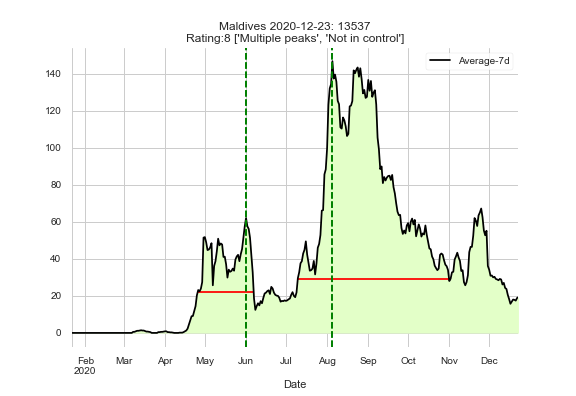 Maldives 2020-12-23: 13537
Rating:8 ['Multiple peaks', 'Not in control']
Average-7d
140
120
100
80
60
40
20
0
Feb Mar Apr May Jun Jul Aug Sep Oct Nov Dec
2020
Date